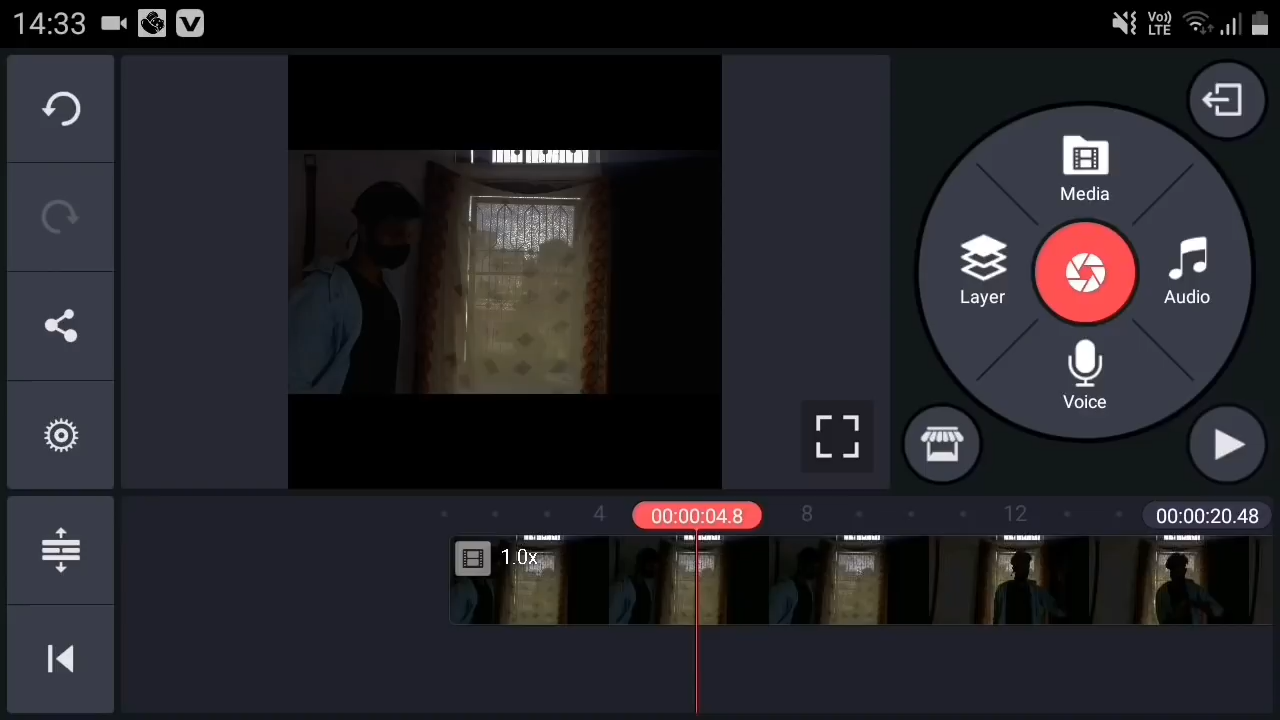 14:33
V
Vo))
LTE
Media
Layer
Audio
Voice
4
00:00:04.8
8
12
00:00:20.48
1.0x